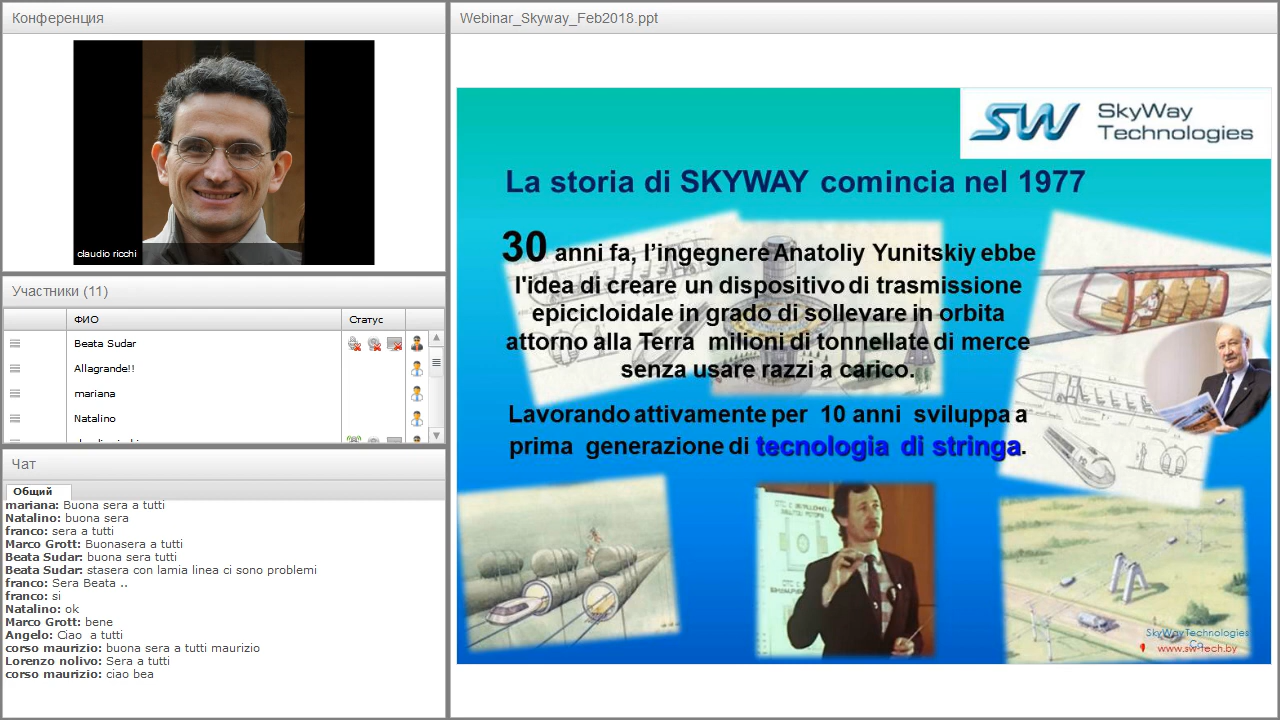 Конференция
claudio ricchi
Участники (11)
ФИО
Статус
Beata Sudar
Allagrande!!
mariana
Natalino
Чат
Общий
mariana: Buona sera a tutti
Natalino: buona sera
franco: sera a tutti
Marco Grott: Buonasera a tutti
Beata Sudar: buona sera tutti
Beata Sudar: stasera con lamia linea ci sono problemi
franco: Sera Beata ..
franco: si
Natalino: ok
Marco Grott: bene
Angelo: Ciao a tutti
corso maurizio: buona sera a tutti maurizio
Lorenzo nolivo: Sera a tutti
corso maurizio: ciao bea
Webinar_Skyway_Feb2018.ppt
SW SkyWay
Technologies
La storia di SKYWAY comincia nel 1977
30 anni fa, l'ingegnere Anatoliy Yunitskiy ebbe
l'idea di creare un dispositivo di trasmissione
epicicloidale in grado di sollevare in orbita
attorno alla Terra milioni di tonnellate di merce
senza usare razzi a carico.
Lavorando attivamente per 10 anni sviluppa a
prima generazione di tecnologia di stringa.
SkyWay Technologies
Co.
www.sw-tech.by